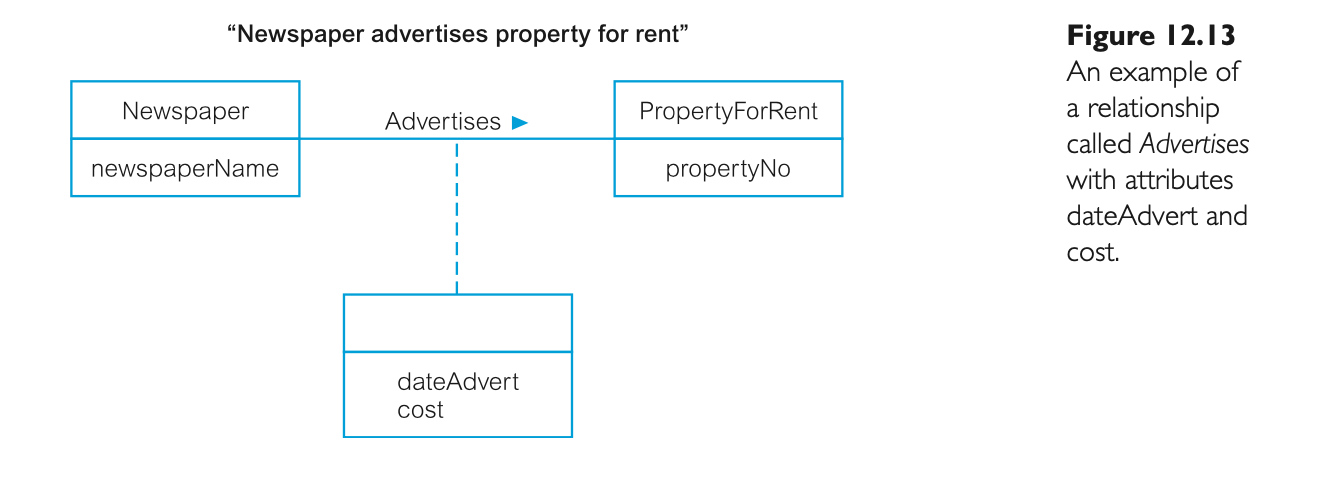 “Newspaper advertises property for rent”
Newspaper
newspaperName
Advertises ▶
PropertyForRent
propertyNo
dateAdvert
cost
Figure 12.13
An example of
a relationship
called Advertises
with attributes
dateAdvert and
cost.